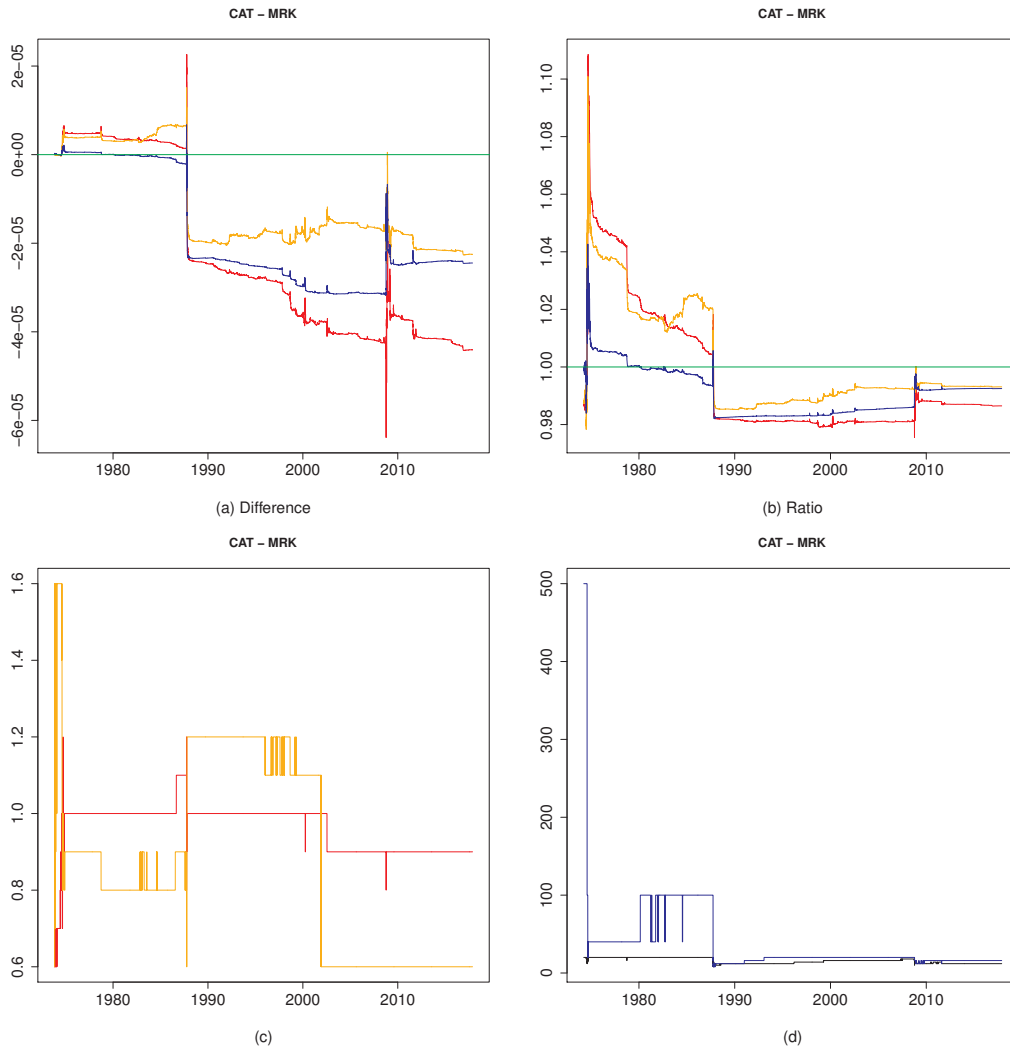 CAT – MRK
2e−05
0e+00
−2e−05
−4e−05
−6e−05
1980 1990 2000 2010
(a) Difference
CAT – MRK
1.10
1.08
1.06
1.04
1.02
1.00
0.98
1980 1990 2000 2010
(b) Ratio
CAT – MRK
1.6
1.4
1.2
1.0
0.8
0.6
1980 1990 2000 2010
(c)
CAT – MRK
500
400
300
200
100
0
1980 1990 2000 2010
(d)